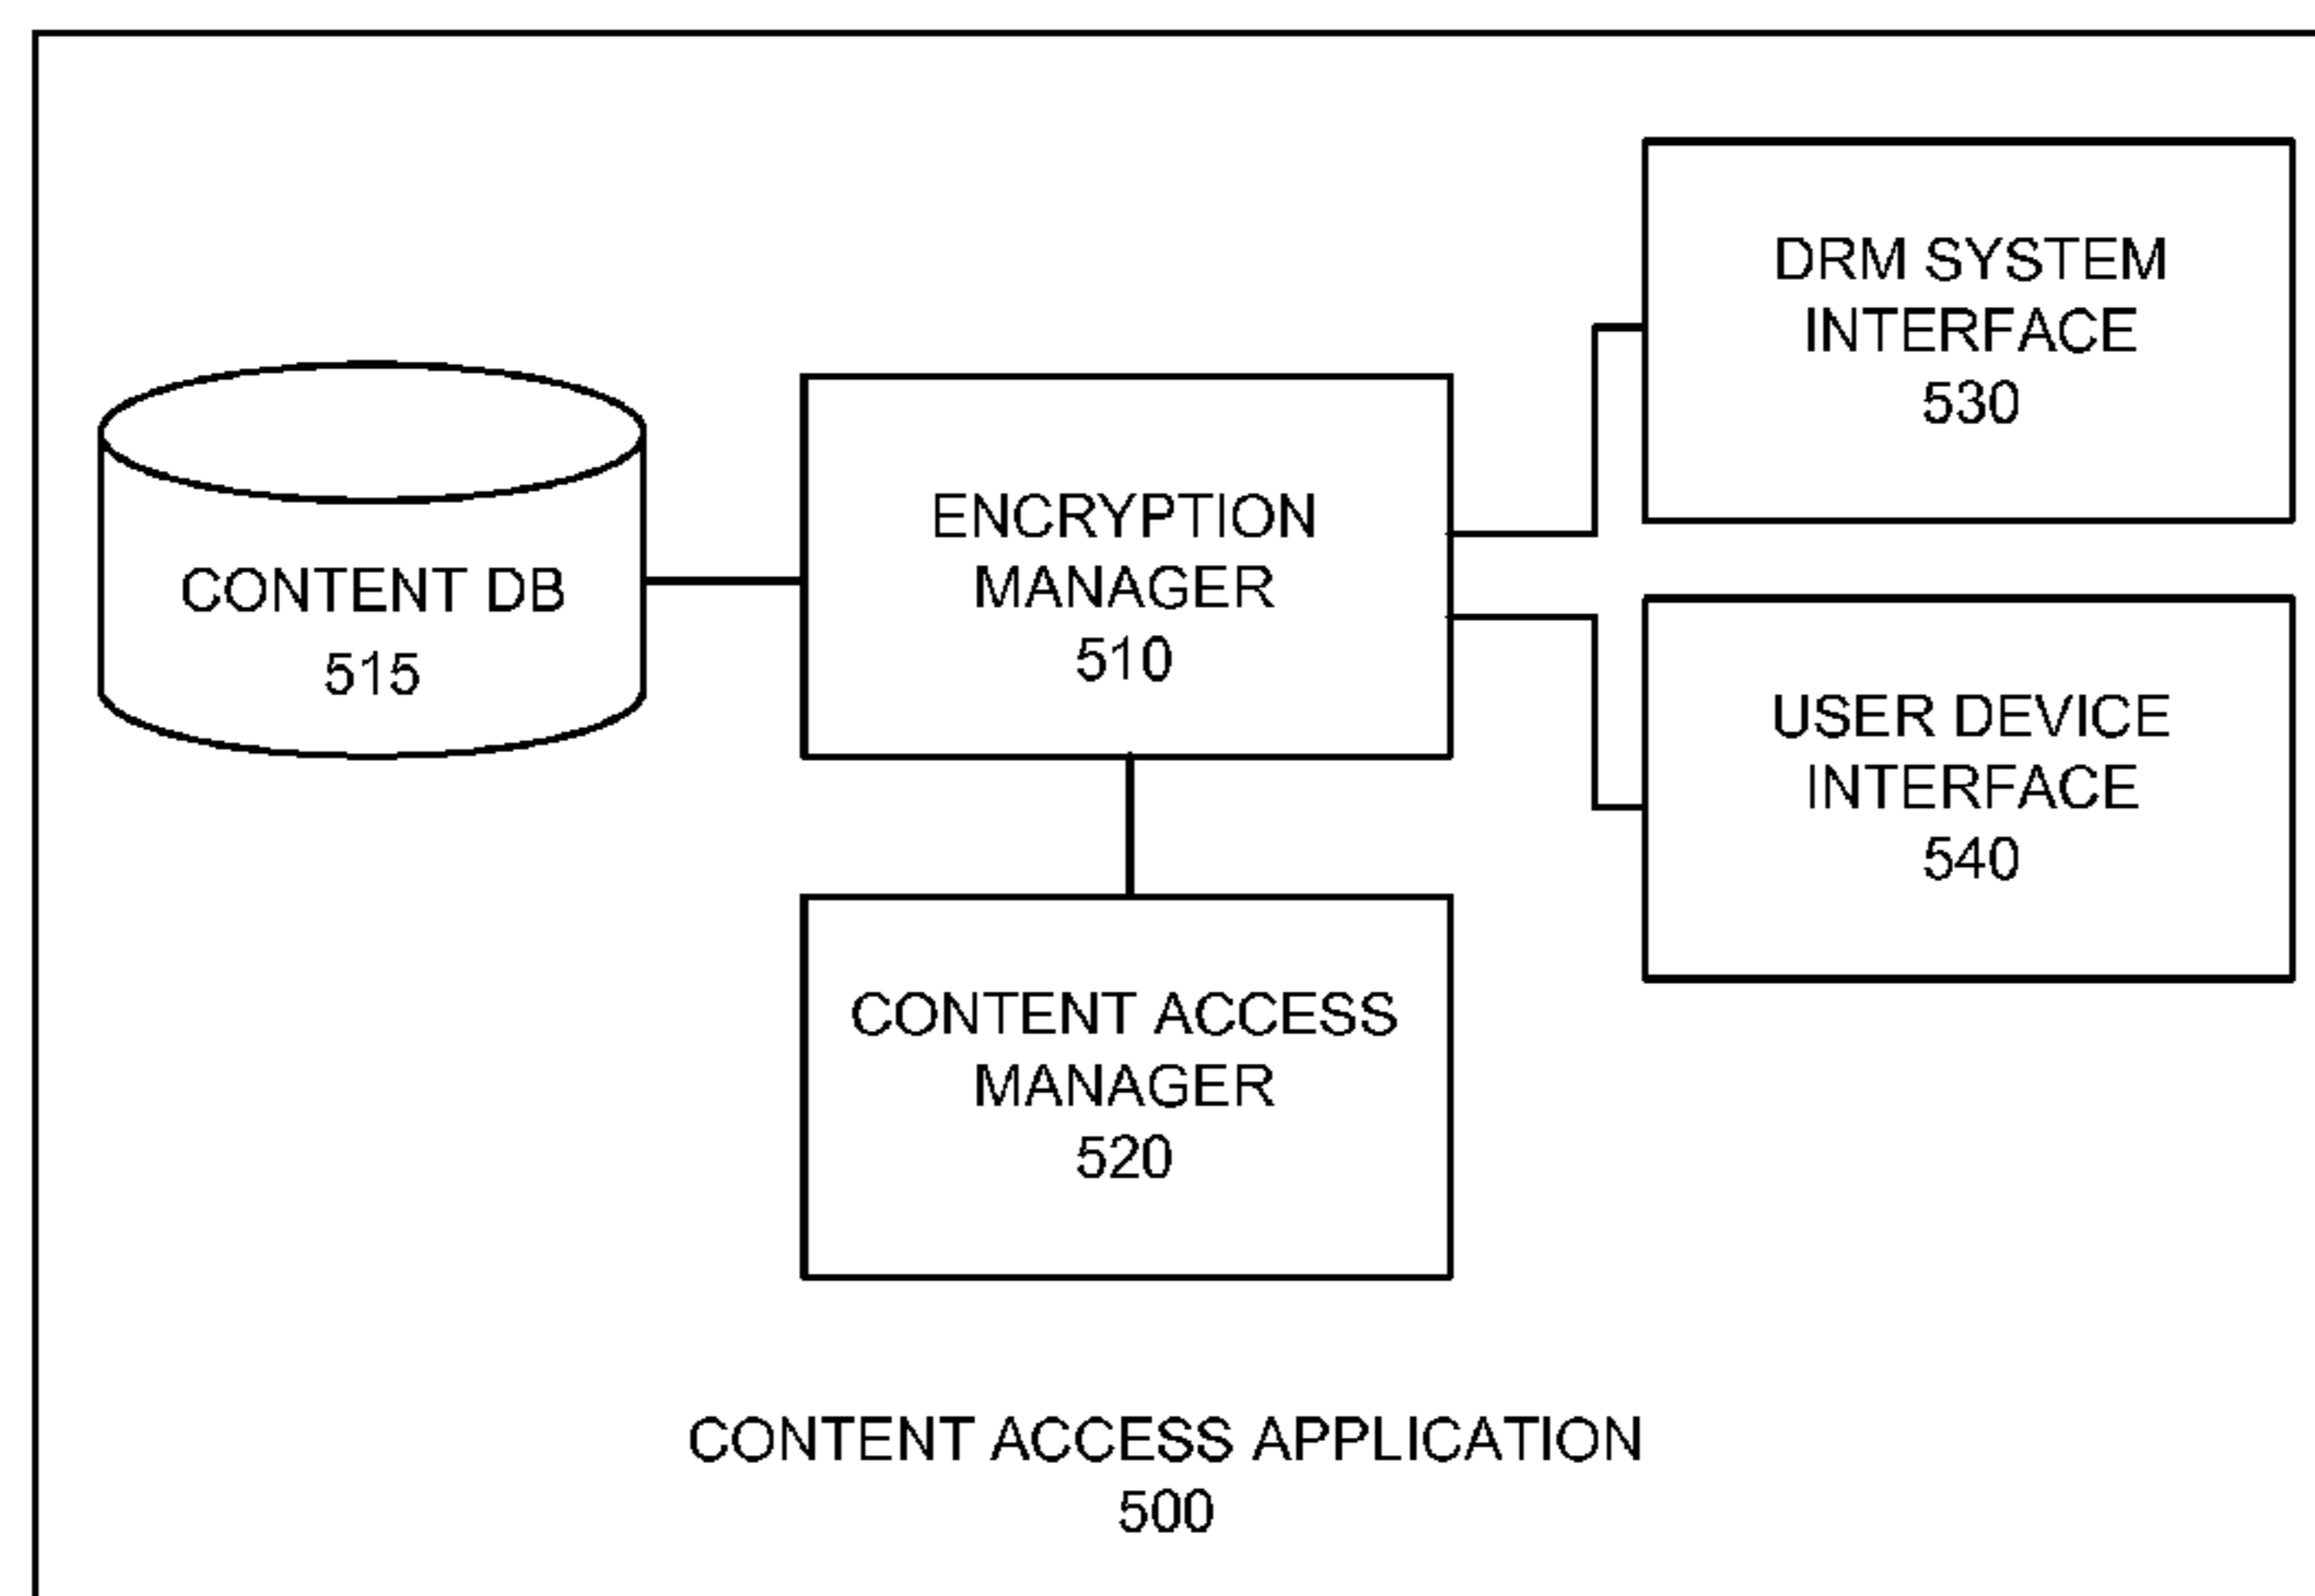 DRM SYSTEM
INTERFACE
530
ENCRYPTION
MANAGER
510
CONTENT DB
515
USER DEVICE
INTERFACE
540
CONTENT ACCESS
MANAGER
520
CONTENT ACCESS APPLICATION
500